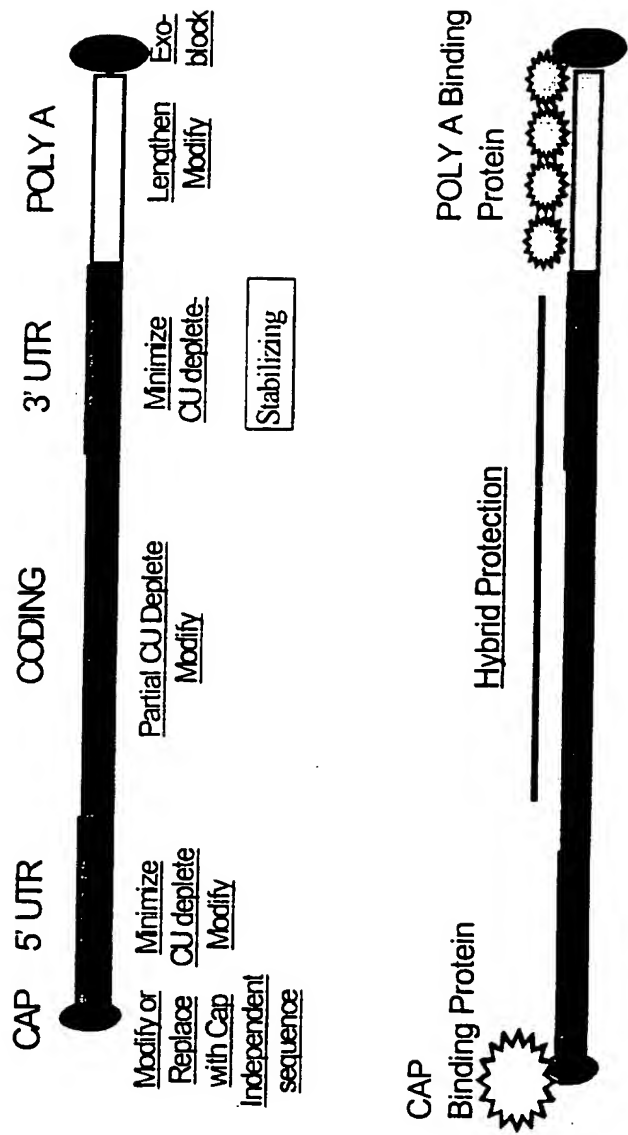 CAP
5' UTR
CODING
3' UTR
POLY A
Modify or
Replace
with Cap
Independent
sequence
Minimize
CU deplete
Modify
Partial CU Deplete
Modify
Minimize
CU deplete-
Stabilizing
Lengthen
Modify
Exo-
block
CAP
Binding Protein
Hybrid Protection
POLY A Binding
Protein